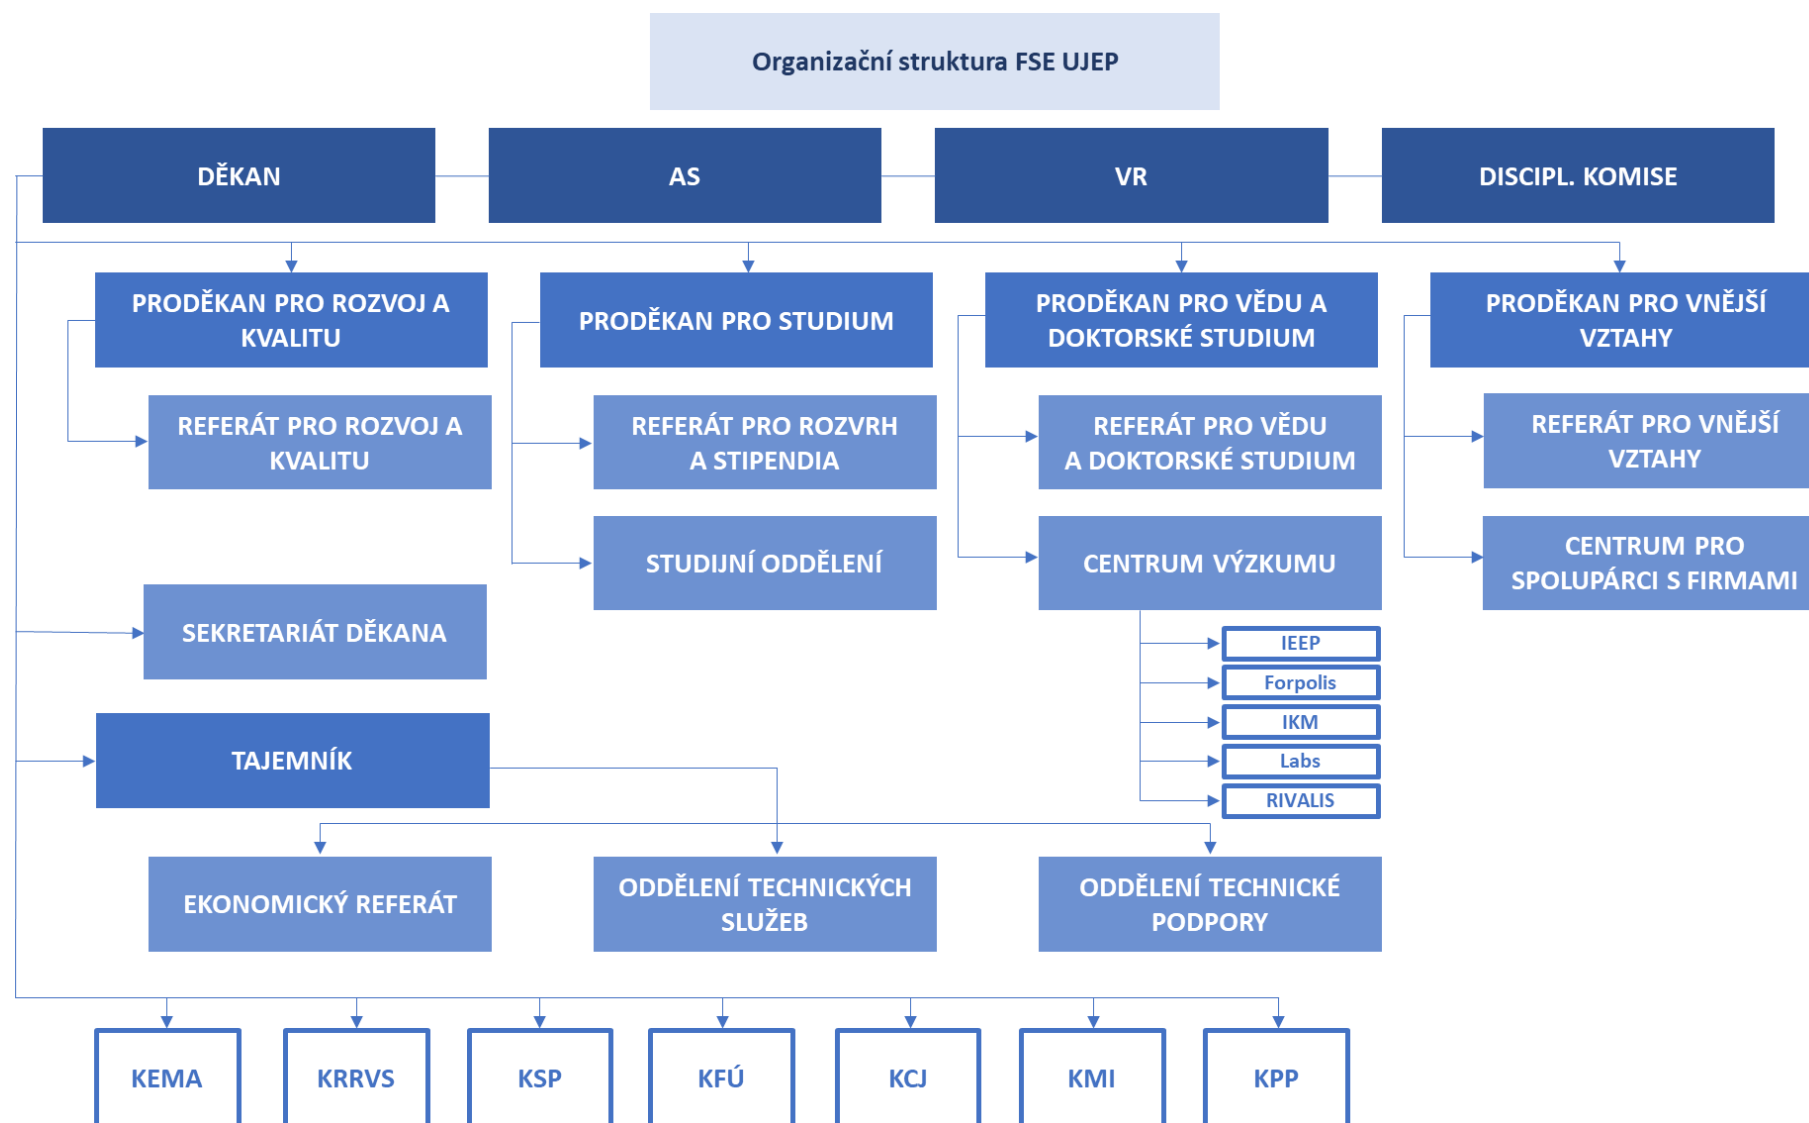 Organizační struktura FSE UJEP
DĚKAN
AS
VR
DISCIPL. KOMISE
PRODĚKAN PRO ROZVOJ A
KVALITU
PRODĚKAN PRO STUDIUM
PRODĚKAN PRO VĚDU A
DOKTORSKÉ STUDIUM
PRODĚKAN PRO VNĚJŠÍ
VZTAHY
REFERÁT PRO ROZVOJ A
KVALITU
REFERÁT PRO ROZVRH
A STIPENDIA
REFERÁT PRO VĚDU
A DOKTORSKÉ STUDIUM
REFERÁT PRO VNĚJŠÍ
VZTAHY
STUDIJNÍ ODDĚLENÍ
CENTRUM VÝZKUMU
CENTRUM PRO
SPOLUPÁRCI S FIRMAMI
SEKRETARIÁT DĚKANA
IEEP
Forpolis
IKM
Labs
RIVALIS
TAJEMNÍK
EKONOMICKÝ REFERÁT
ODDĚLENÍ TECHNICKÝCH
SLUŽEB
ODDĚLENÍ TECHNICKÉ
PODPORY
KEMA
KRRVS
KSP
KFÚ
KCJ
KMI
KPP